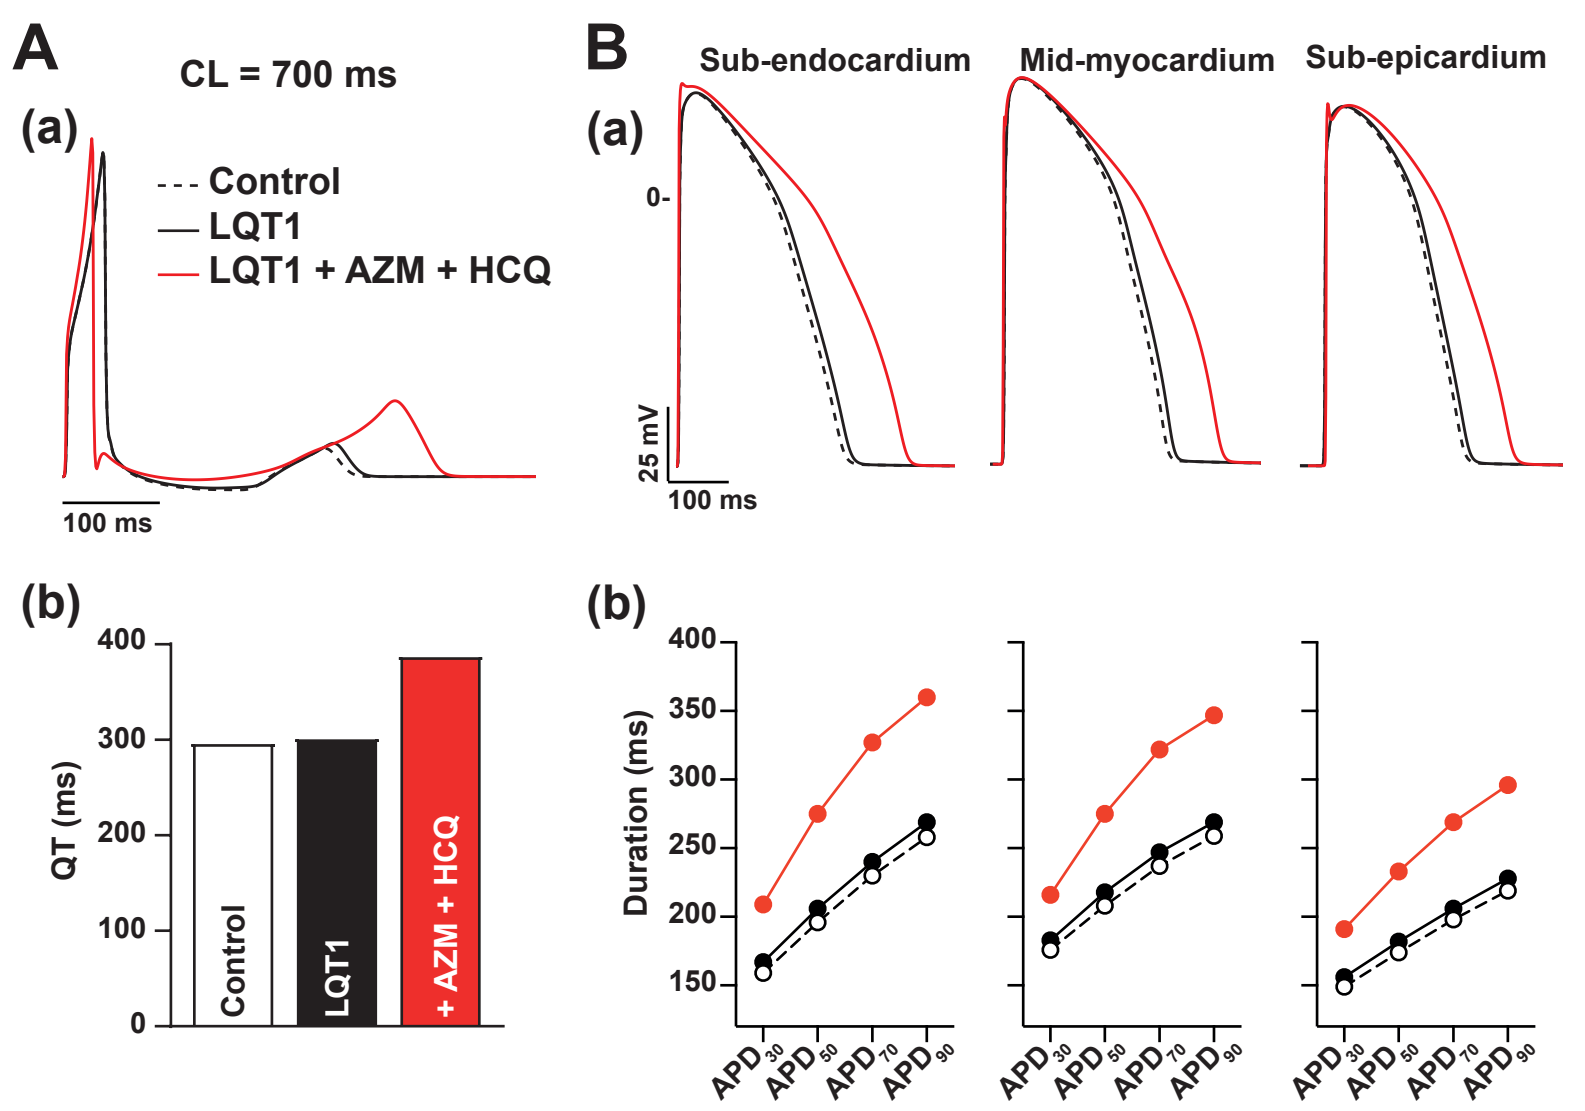 A
CL = 700 ms
(a)
Control
LQT1
LQT1 + AZM + HCQ
100 ms
(b)
QT (ms)
400
300
200
100
0
Control
LQT1
+ AZM + HCQ
B
Sub-endocardium
Mid-myocardium
Sub-epicardium
(a)
0-
25 mV
100 ms
(b)
Duration (ms)
400
350
300
250
200
150
APD30
APD50
APD70
APD90
APD30
APD50
APD70
APD90
APD30
APD50
APD70
APD90